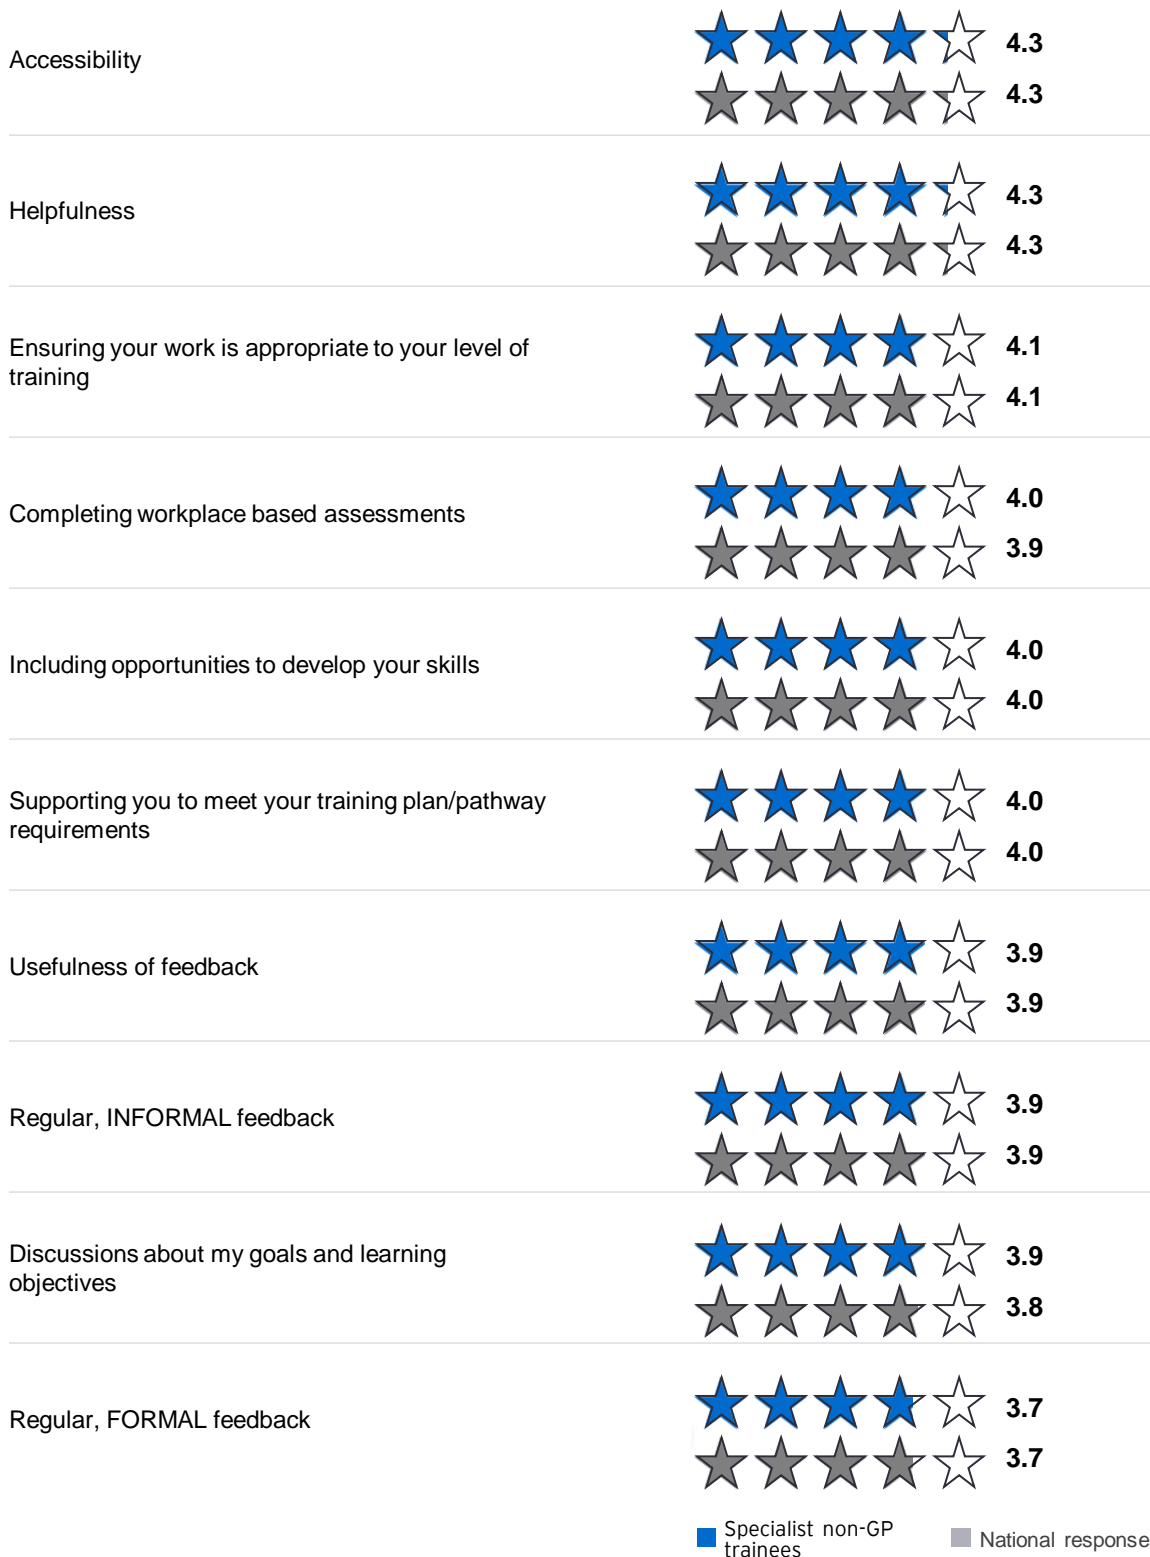 Accessibility
4.3
4.3
Helpfulness
4.3
4.3
Ensuring your work is appropriate to your level of
training
4.1
4.1
Completing workplace based assessments
4.0
3.9
Including opportunities to develop your skills
4.0
4.0
Supporting you to meet your training plan/pathway
requirements
4.0
4.0
Usefulness of feedback
3.9
3.9
Regular, INFORMAL feedback
3.9
3.9
Discussions about my goals and learning
objectives
3.9
3.8
Regular, FORMAL feedback
3.7
3.7
Specialist non-GP
trainees
National response